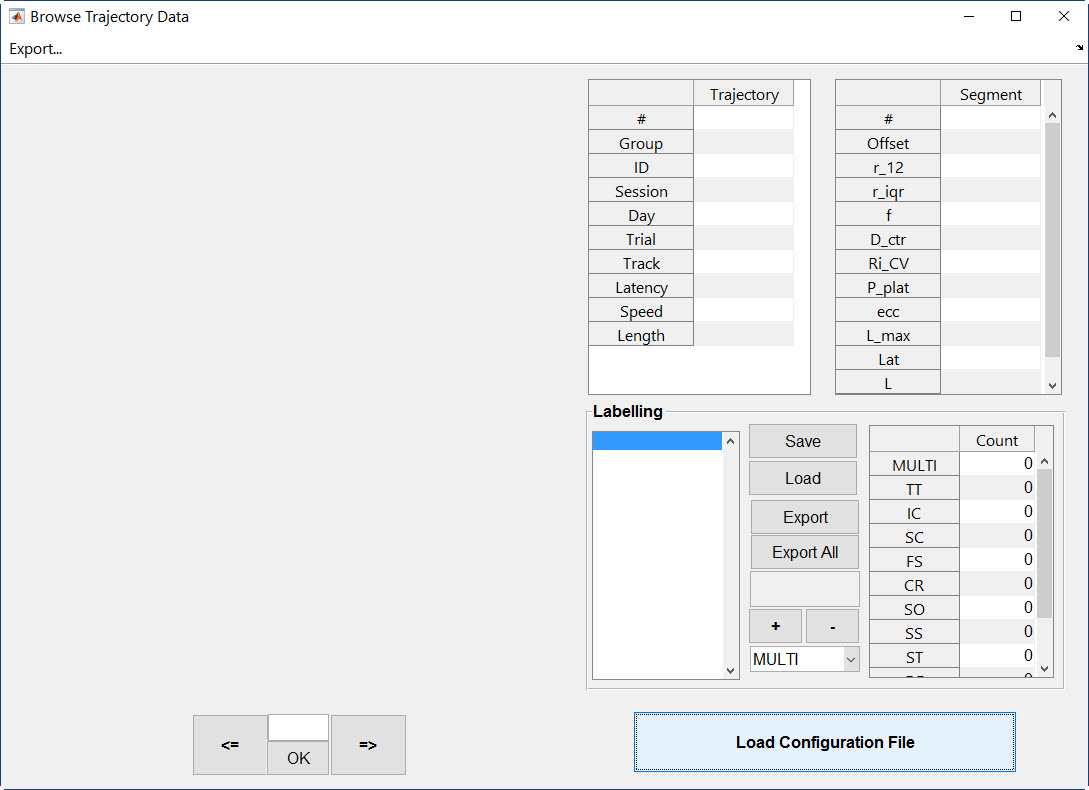 Browse Trajectory Data
Export...
Trajectory
#
Group
ID
Session
Day
Trial
Track
Latency
Speed
Length
Segment
#
Offset
r_12
r_iqr
f
D_ctr
Ri_CV
P_plat
ecc
L_max
Lat
L
Labelling
Save
Load
Export
Export All
+ -
MULTI
Count
MULTI 0
TT 0
IC 0
SC 0
FS 0
CR 0
SO 0
SS 0
ST 0
0
<= OK =>
Load Configuration File